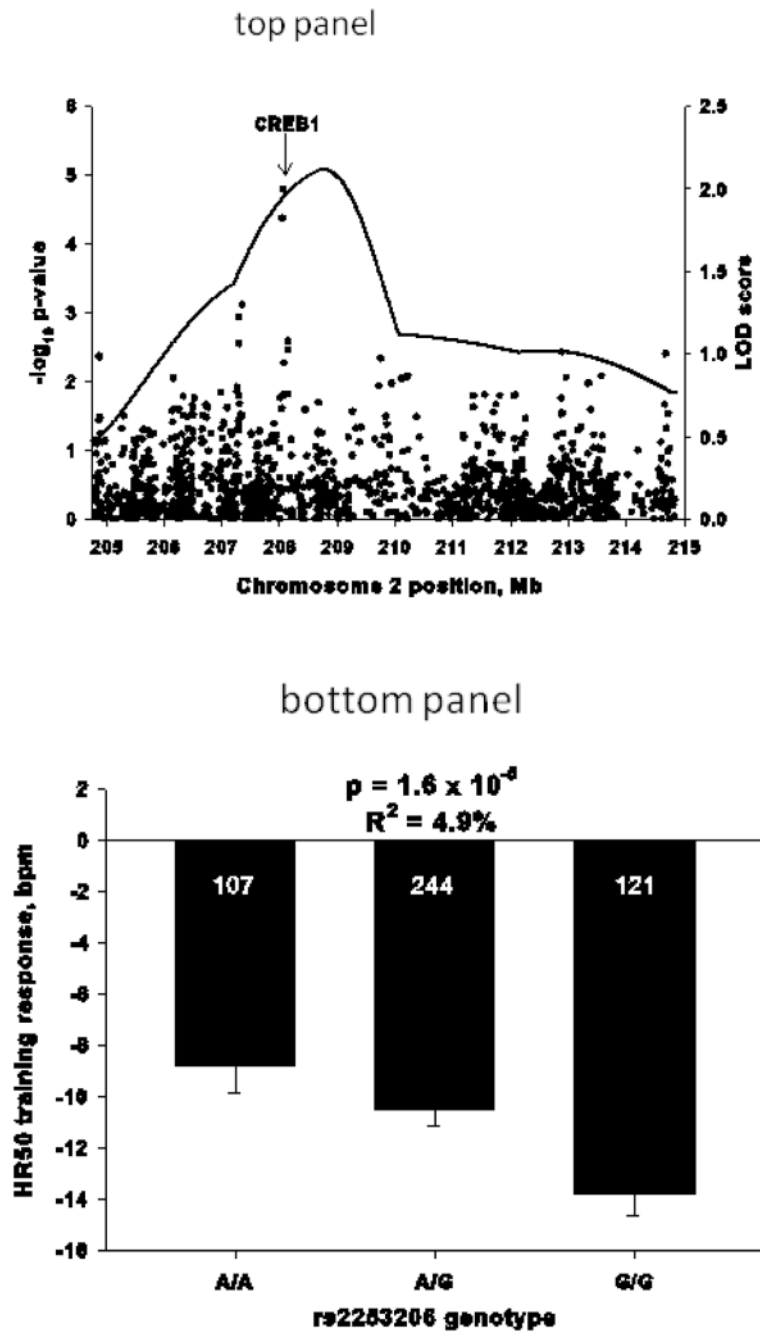 top panel
6
5
4
3
2
1
0
-log10 p-value
CREB1
2.5
2.0
1.5
1.0
0.5
0.0
LOD score
205 206 207 208 209 210 211 212 213 214 215
Chromosome 2 position, Mb
bottom panel
p = 1.6 x 10-5
R2 = 4.9%
2
0
-2
-4
-6
-8
-10
-12
-14
-16
HR50 training response, bpm
107 244 121
A/A A/G G/G
rs2253206 genotype